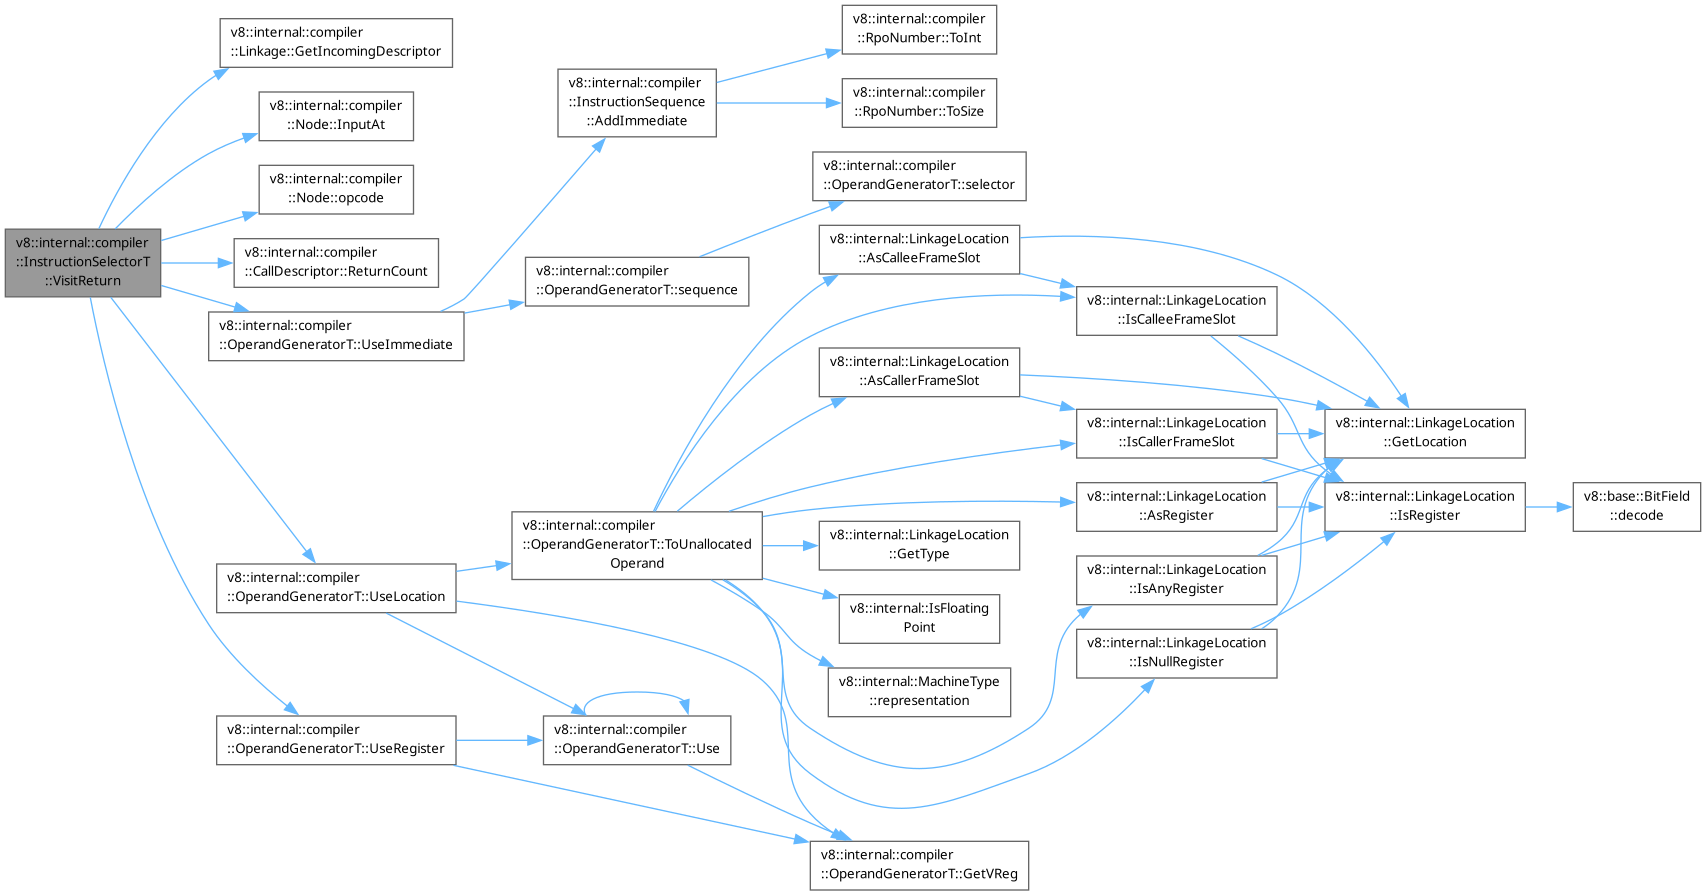 v8::internal::compiler
::InstructionSelectorT
::VisitReturn
v8::internal::compiler
::Linkage::GetIncomingDescriptor
v8::internal::compiler
::Node::InputAt
v8::internal::compiler
::Node::opcode
v8::internal::compiler
::CallDescriptor::ReturnCount
v8::internal::compiler
::OperandGeneratorT::UseImmediate
v8::internal::compiler
::InstructionSequence
::AddImmediate
v8::internal::compiler
::RpoNumber::ToInt
v8::internal::compiler
::RpoNumber::ToSize
v8::internal::compiler
::OperandGeneratorT::sequence
v8::internal::compiler
::OperandGeneratorT::selector
v8::internal::compiler
::OperandGeneratorT::UseLocation
v8::internal::compiler
::OperandGeneratorT::ToUnallocated
Operand
v8::internal::LinkageLocation
::AsCalleeFrameSlot
v8::internal::LinkageLocation
::IsCalleeFrameSlot
v8::internal::LinkageLocation
::AsCallerFrameSlot
v8::internal::LinkageLocation
::IsCallerFrameSlot
v8::internal::LinkageLocation
::GetLocation
v8::internal::LinkageLocation
::AsRegister
v8::internal::LinkageLocation
::IsRegister
v8::base::BitField
::decode
v8::internal::LinkageLocation
::GetType
v8::internal::LinkageLocation
::IsAnyRegister
v8::internal::IsFloating
Point
v8::internal::LinkageLocation
::IsNullRegister
v8::internal::MachineType
::representation
v8::internal::compiler
::OperandGeneratorT::UseRegister
v8::internal::compiler
::OperandGeneratorT::Use
v8::internal::compiler
::OperandGeneratorT::GetVReg